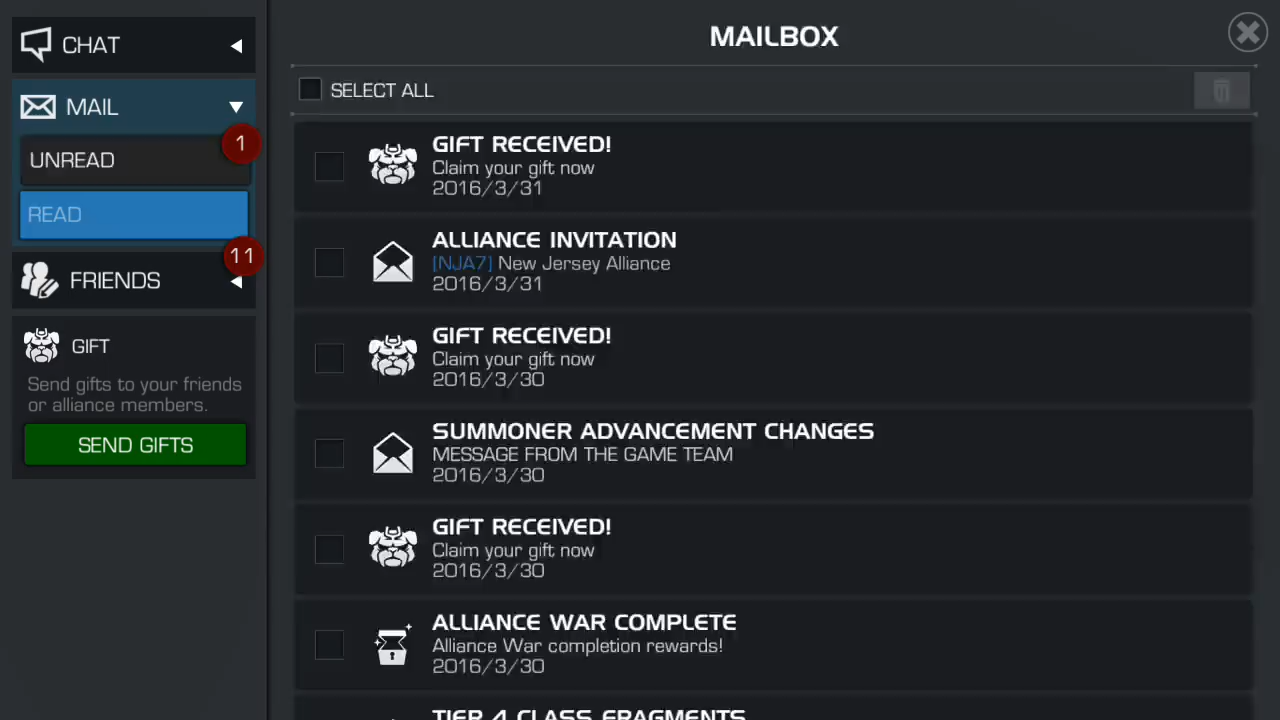 CHAT
MAIL
1
UNREAD
READ
11
FRIENDS
GIFT
Send gifts to your friends
or alliance members.
SEND GIFTS
MAILBOX
SELECT ALL
GIFT RECEIVED!
Claim your gift now
2016/3/31
ALLIANCE INVITATION
[NJA7] New Jersey Alliance
2016/3/31
GIFT RECEIVED!
Claim your gift now
2016/3/30
SUMMONER ADVANCEMENT CHANGES
MESSAGE FROM THE GAME TEAM
2016/3/30
GIFT RECEIVED!
Claim your gift now
2016/3/30
ALLIANCE WAR COMPLETE
Alliance War completion rewards!
2016/3/30
TIER 4 CLASS FRAGMENTS